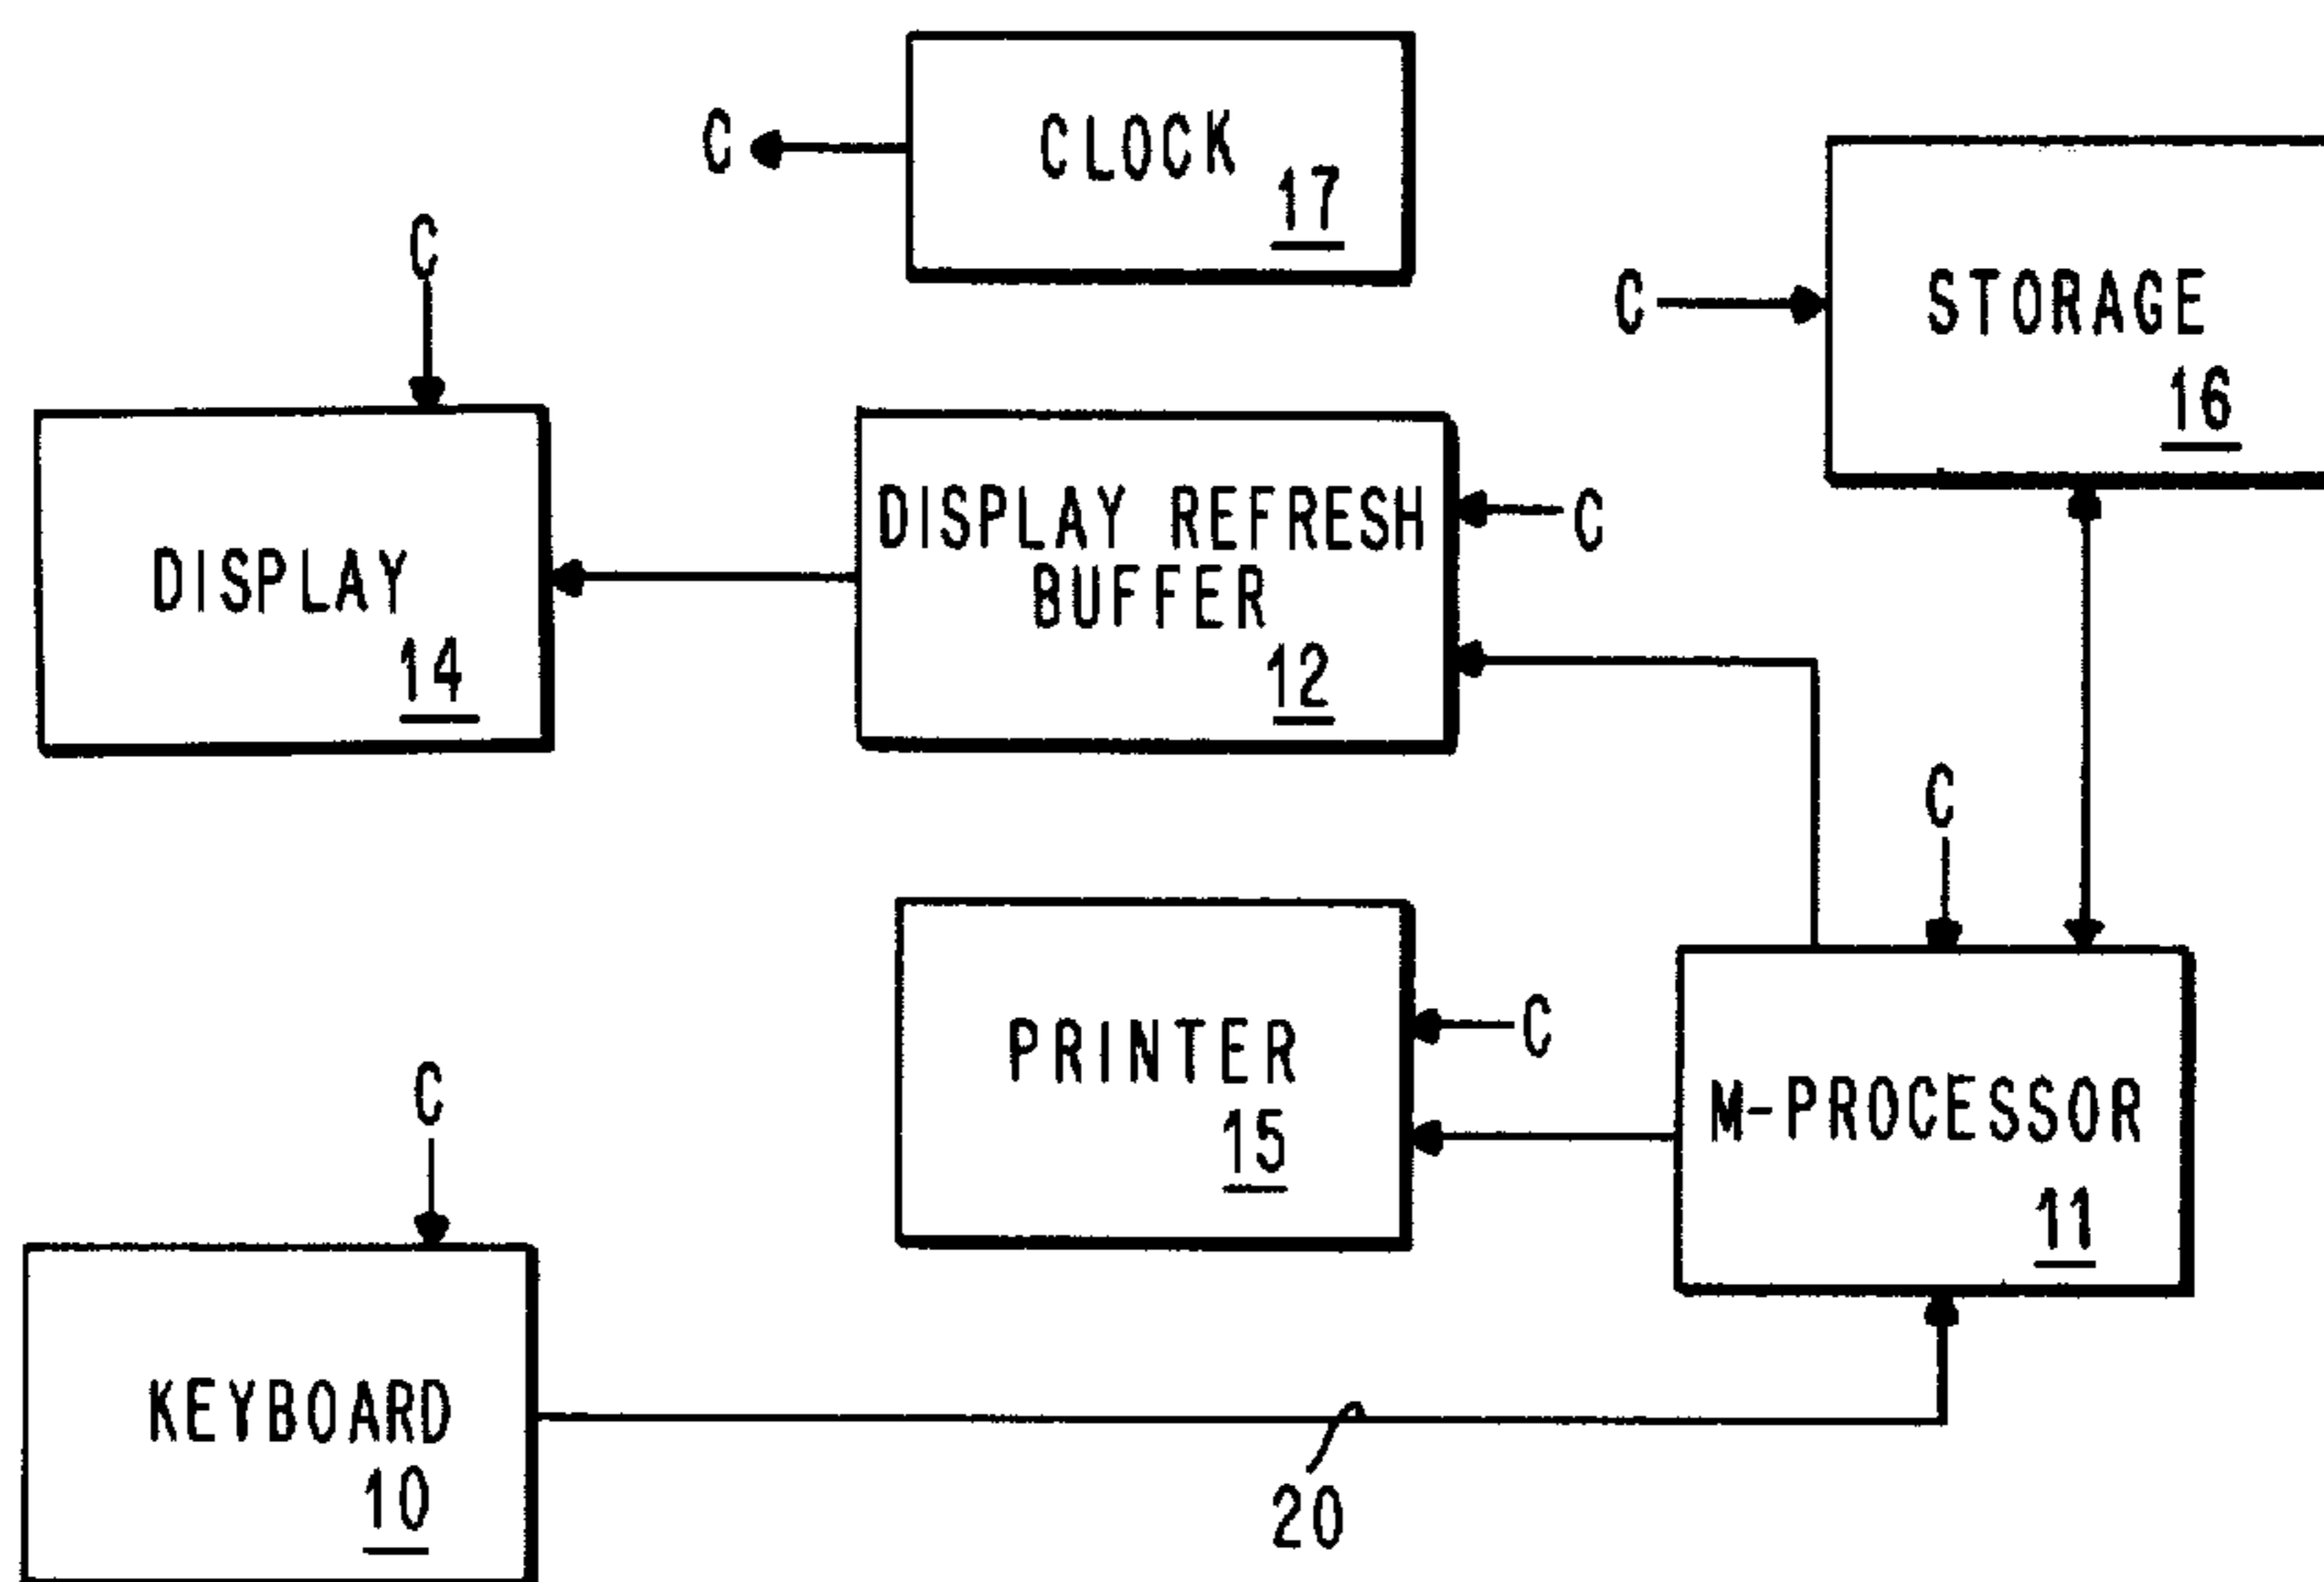 C
CLOCK
17
C
C
STORAGE
16
DISPLAY
14
DISPLAY REFRESH
BUFFER
12
C
C
PRINTER
15
C
M-PROCESSOR
11
C
KEYBOARD
10
20